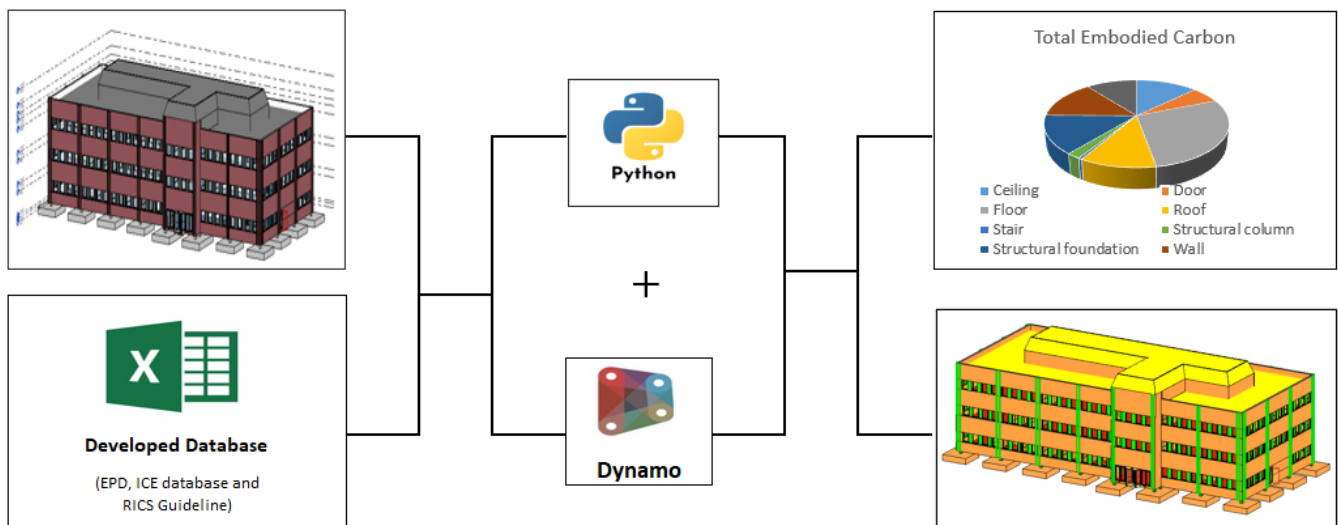 Python
+
Dynamo
X
Developed Database
(EPD, ICE database and
RICS Guideline)
Total Embodied Carbon
Ceiling
Door
Floor
Roof
Stair
Structural column
Structural foundation
Wall